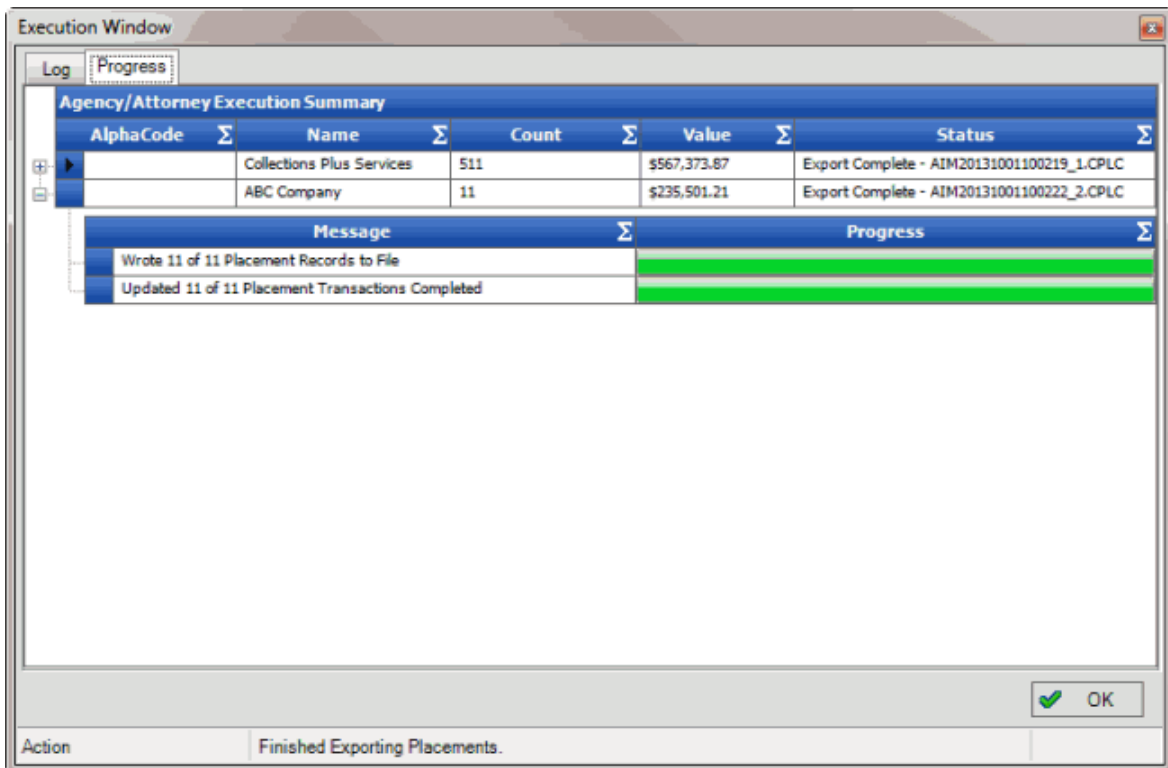 Execution Window
Log Progress
Agency/Attorney Execution Summary
AlphaCode Σ Name Σ Count Σ Value Σ Status Σ
Collections Plus Services 511 $567,373.87 Export Complete - AIM20131001100219_1.CPLC
ABC Company 11 $235,501.21 Export Complete - AIM20131001100222_2.CPLC
Message Σ Progress Σ
Wrote 11 of 11 Placement Records to File
Updated 11 of 11 Placement Transactions Completed
OK
Action Finished Exporting Placements.